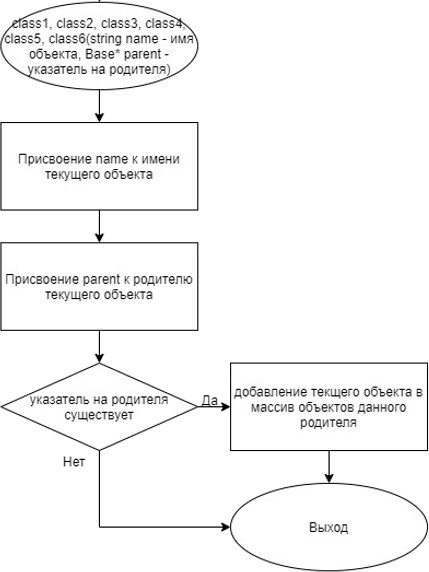 class1, class2, class3, class4,
class5, class6(string name - имя
объекта, Base* parent -
указатель на родителя)
Присвоение name к имени
текущего объекта
Присвоение parent к родителю
текущего объекта
указатель на родителя
существует
Да
добавление текщего объекта в
массив объектов данного
родителя
Нет
Выход